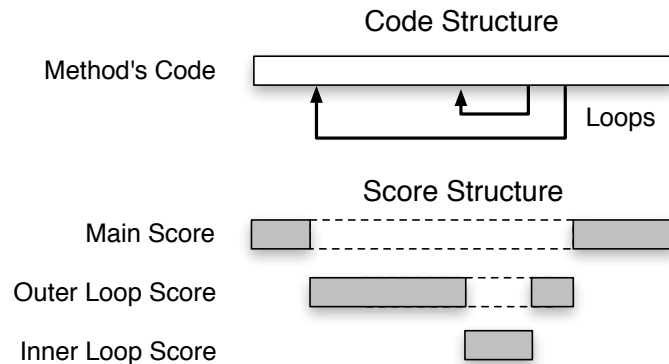 Code Structure
Method's Code
Loops
Score Structure
Main Score
Outer Loop Score
Inner Loop Score